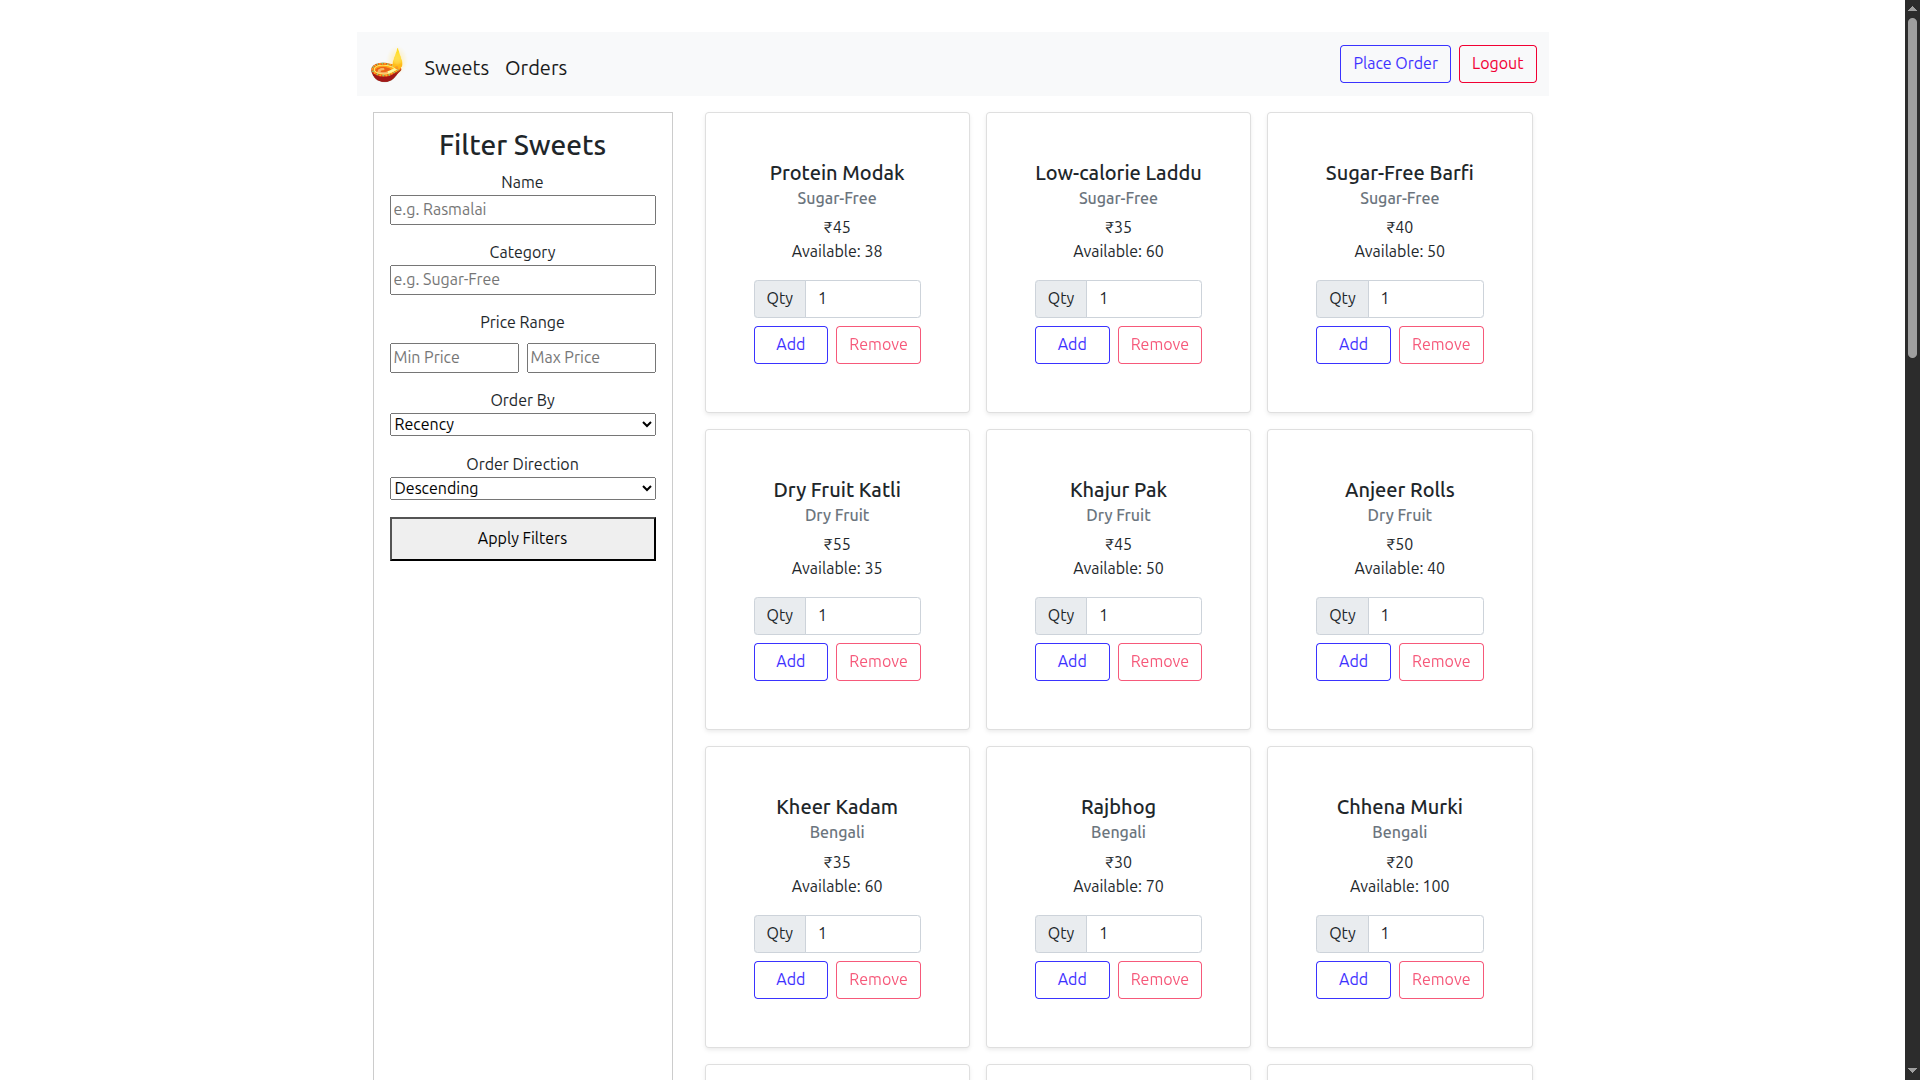 Sweets Orders Place Order Logout
Filter Sweets
Name
e.g. Rasmalai
Category
e.g. Sugar-Free
Price Range
Min Price Max Price
Order By
Recency
Order Direction
Descending
Apply Filters
Protein Modak
Sugar-Free
₹45
Available: 38
Qty 1
Add Remove
Low-calorie Laddu
Sugar-Free
₹35
Available: 60
Qty 1
Add Remove
Sugar-Free Barfi
Sugar-Free
₹40
Available: 50
Qty 1
Add Remove
Dry Fruit Katli
Dry Fruit
₹55
Available: 35
Qty 1
Add Remove
Khajur Pak
Dry Fruit
₹45
Available: 50
Qty 1
Add Remove
Anjeer Rolls
Dry Fruit
₹50
Available: 40
Qty 1
Add Remove
Kheer Kadam
Bengali
₹35
Available: 60
Qty 1
Add Remove
Rajbhog
Bengali
₹30
Available: 70
Qty 1
Add Remove
Chhena Murki
Bengali
₹20
Available: 100
Qty 1
Add Remove